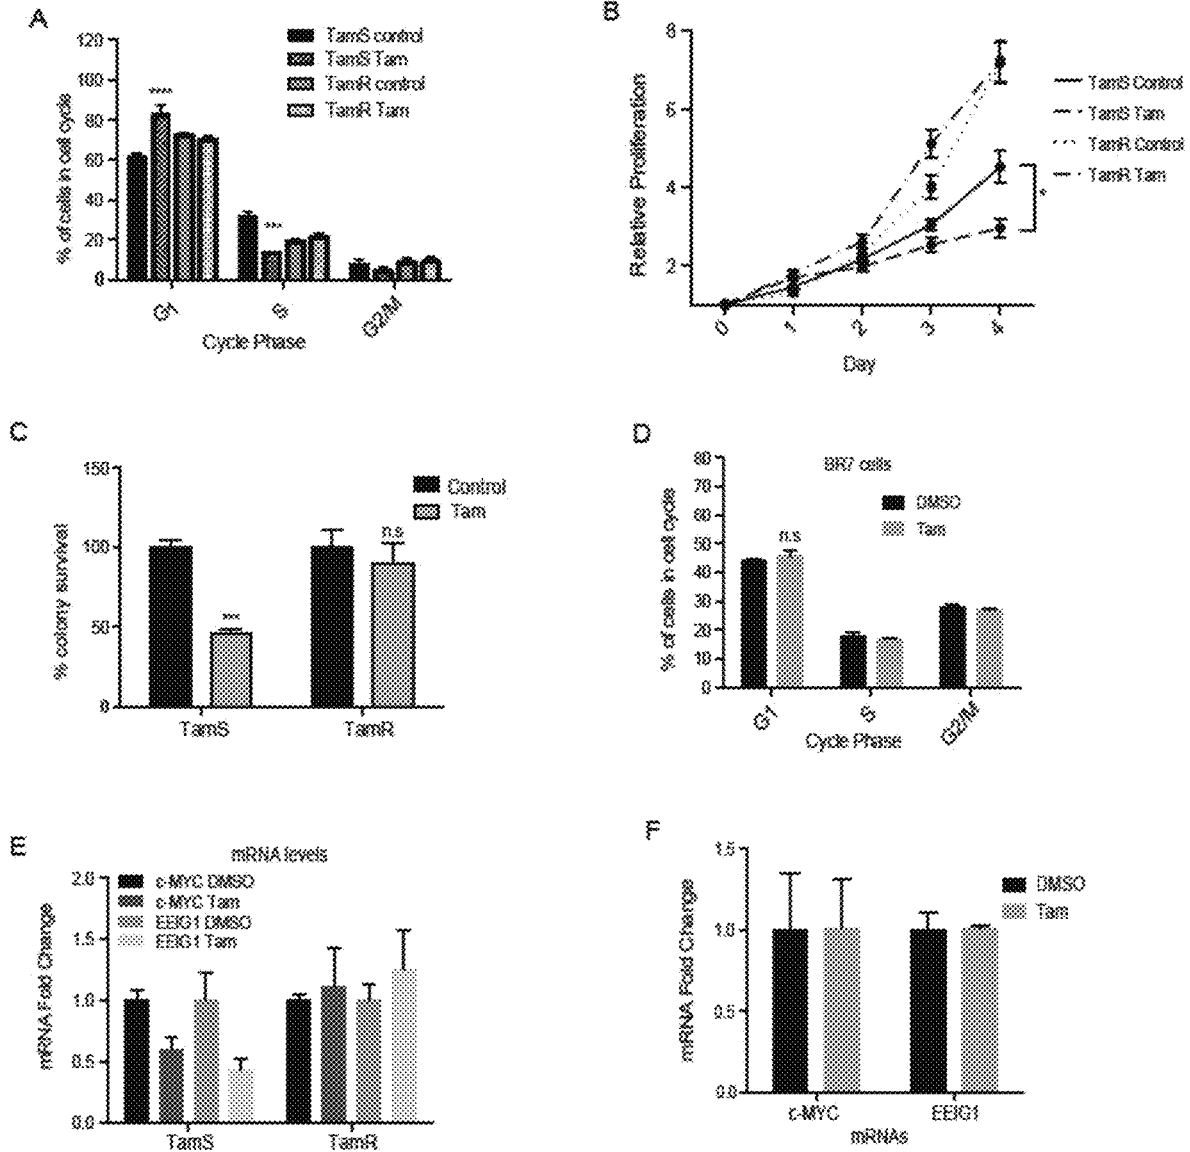 A
120
100
80
60
40
20
0
% of cells in cell cycle
****
***
TamS control
TamS Tam
TamR control
TamR Tam
G1
S
G2/M
Cycle Phase
B
8
6
4
2
Relative Proliferation
*
TamS Control
TamS Tam
TamR Control
TamR Tam
0
1
2
3
4
Day
C
150
100
50
0
% colony survival
***
n.s
Control
Tam
TamS
TamR
D
80
70
60
50
40
30
20
10
0
% of cells in cell cycle
BR7 cells
DMSO
Tam
n.s
G1
S
G2/M
Cycle Phase
E
mRNA levels
2.0
1.5
1.0
0.5
0.0
mRNA Fold Change
c-MYC DMSO
c-MYC Tam
EEIG1 DMSO
EEIG1 Tam
TamS
TamR
F
1.5
1.0
0.5
0.0
mRNA Fold Change
DMSO
Tam
c-MYC
EEIG1
mRNAs